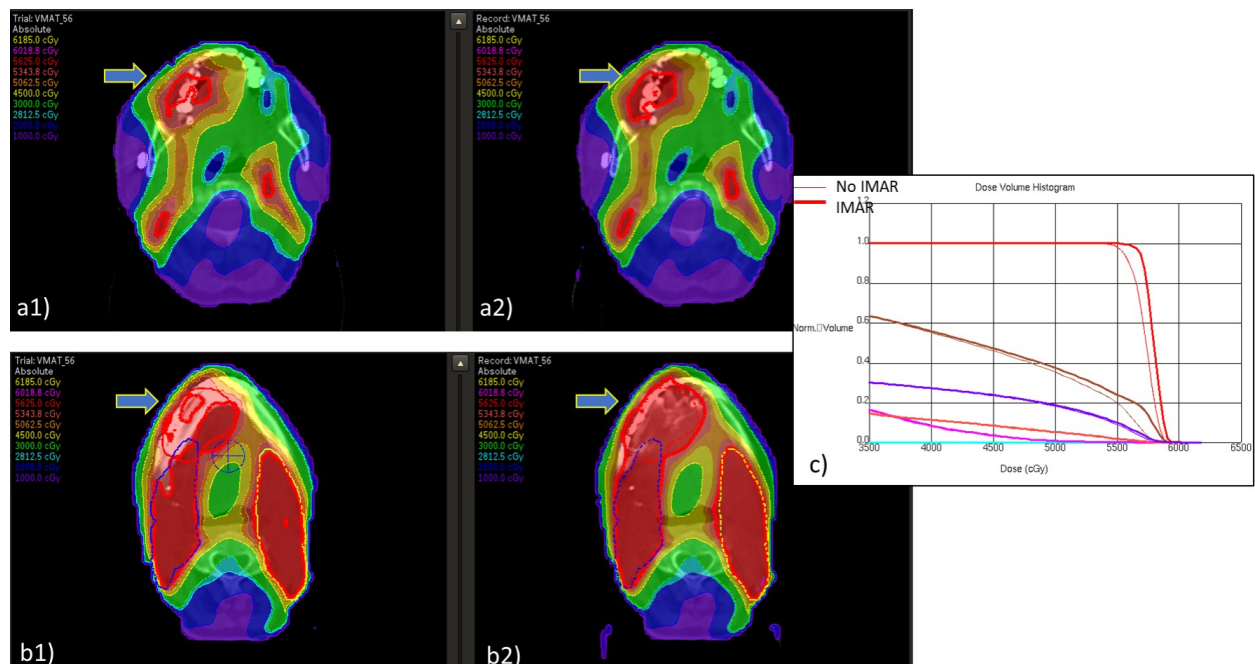 Trial: VMAT_56
Absolute
6185.0 cGy
6018.8 cGy
5625.0 cGy
5343.8 cGy
5062.5 cGy
4500.0 cGy
3000.0 cGy
2812.5 cGy
2000.0 cGy
1000.0 cGy
a1)
Record: VMAT_56
Absolute
6185.0 cGy
6018.8 cGy
5625.0 cGy
5343.8 cGy
5062.5 cGy
4500.0 cGy
3000.0 cGy
2812.5 cGy
2000.0 cGy
1000.0 cGy
a2)
Trial: VMAT_56
Absolute
6185.0 cGy
6018.8 cGy
5625.0 cGy
5343.8 cGy
5062.5 cGy
4500.0 cGy
3000.0 cGy
2812.5 cGy
2000.0 cGy
1000.0 cGy
b1)
Record: VMAT_56
Absolute
6185.0 cGy
6018.8 cGy
5625.0 cGy
5343.8 cGy
5062.5 cGy
4500.0 cGy
3000.0 cGy
2812.5 cGy
2000.0 cGy
1000.0 cGy
b2)
No IMAR
IMAR
Dose Volume Histogram
1.2
1.0
0.8
0.6
0.4
0.2
0.0
Norm.□Volume
3500 4000 4500 5000 5500 6000 6500
Dose (cGy)
c)